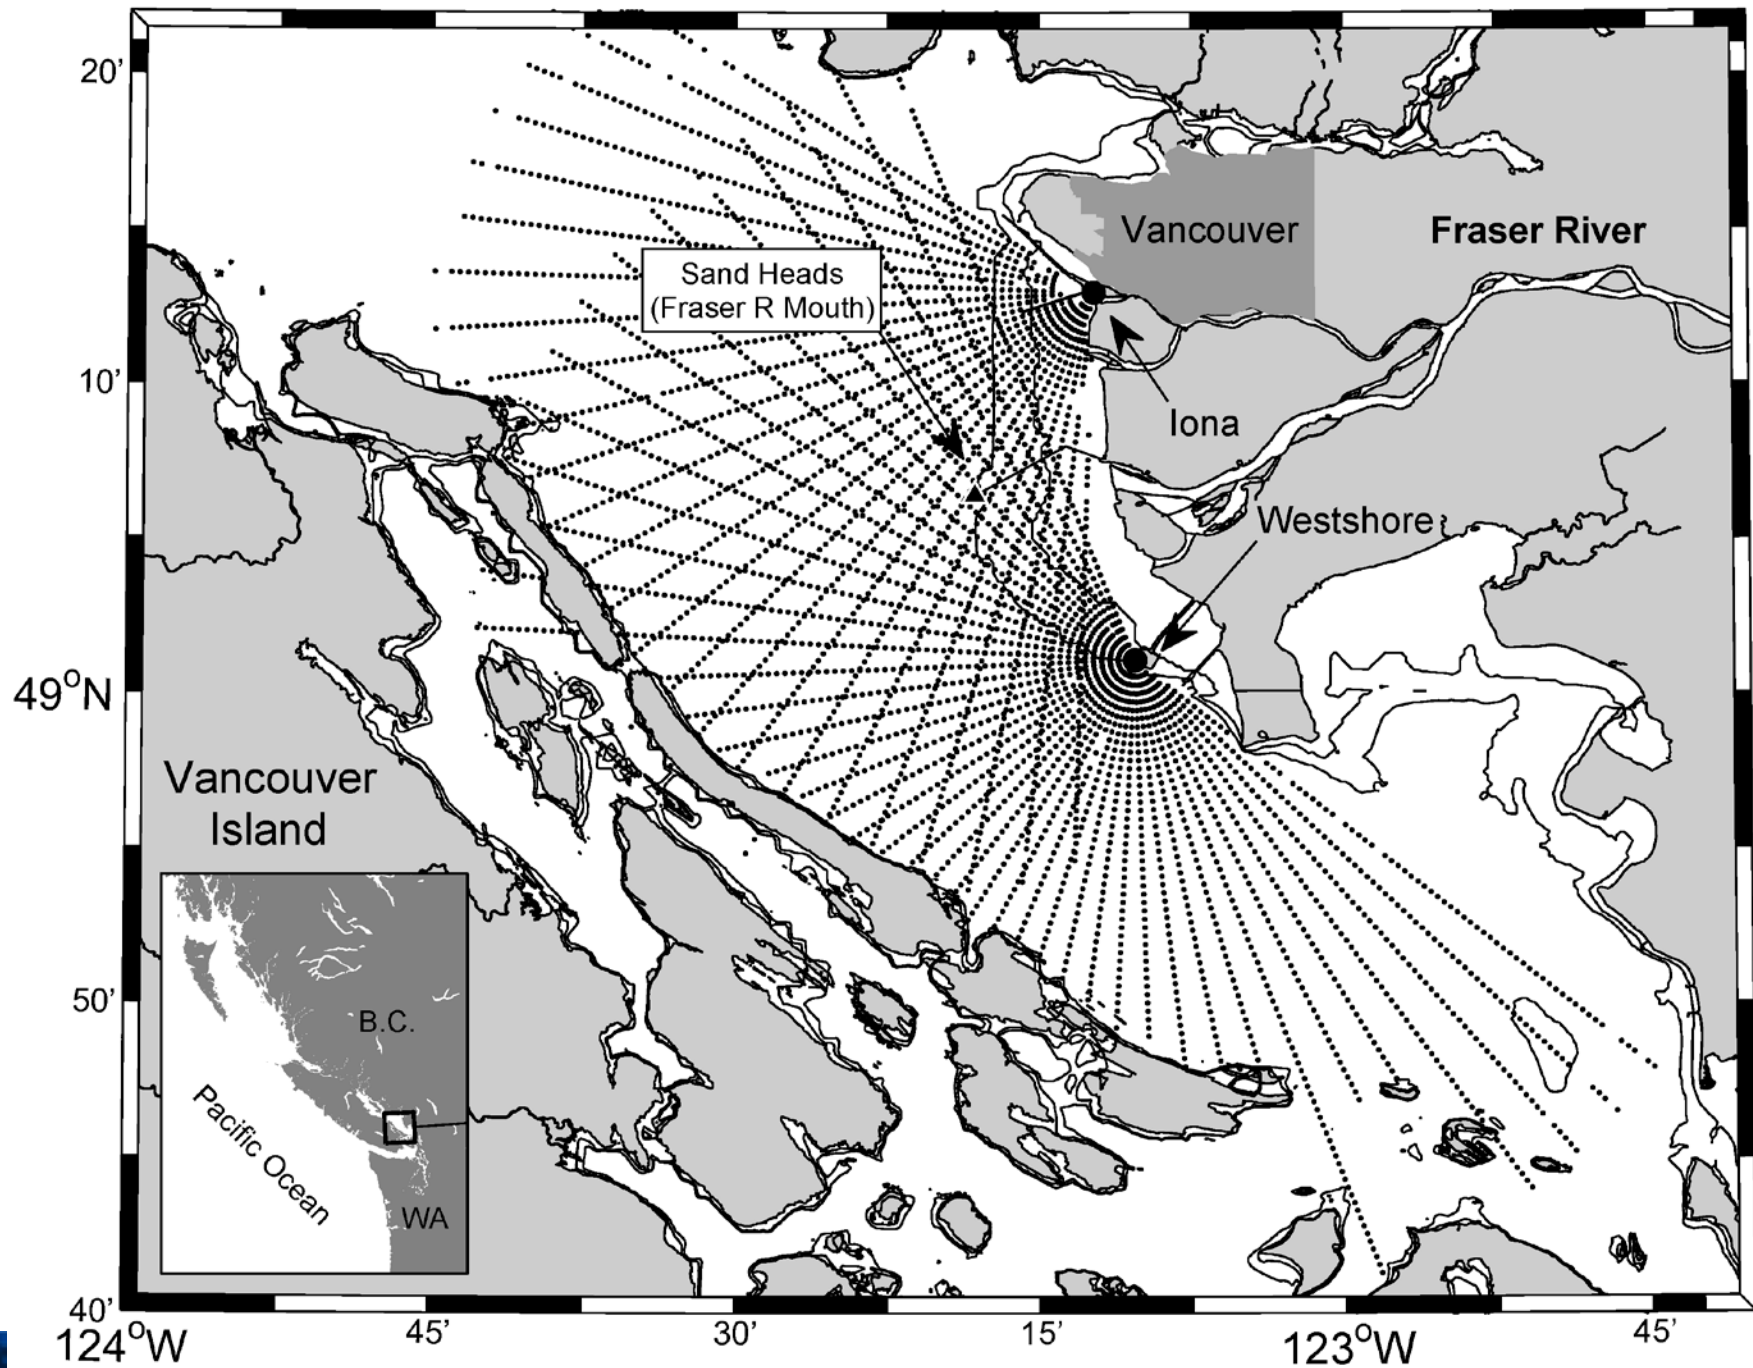 20'
Vancouver
Fraser River
Sand Heads
(Fraser R Mouth)
10'
Iona
Westshore
49°N
Vancouver
Island
B.C.
50'
Pacific Ocean
WA
40'
124°W
45'
30'
15'
123°W
45'